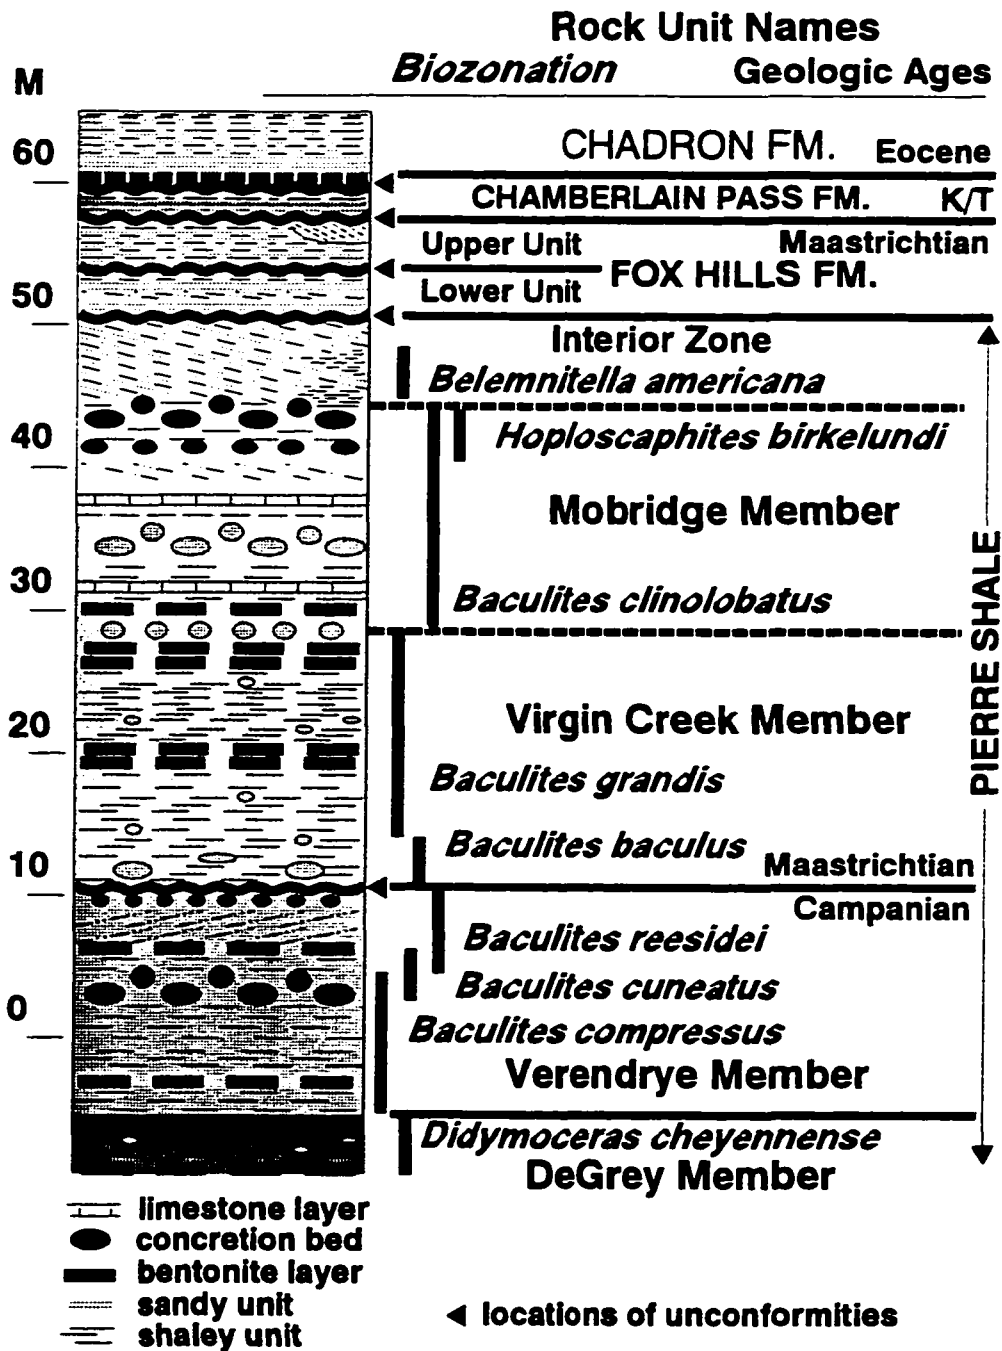 Rock Unit Names
Biozonation Geologic Ages
M
60
CHADRON FM. Eocene
CHAMBERLAIN PASS FM. K/T
Upper Unit Maastrichtian
FOX HILLS FM.
Lower Unit
50
Interior Zone
Belemnitella americana
40
Hoploscaphites birkelundi
Mobridge Member
30
Baculites clinolobatus
PIERRE SHALE
20
Virgin Creek Member
Baculites grandis
10
Baculites baculus Maastrichtian
Campanian
Baculites reesidei
0
Baculites cuneatus
Baculites compressus
Verendrye Member
Didymoceras cheyennense
DeGrey Member
limestone layer
concretion bed
bentonite layer
sandy unit
shaley unit
locations of unconformities